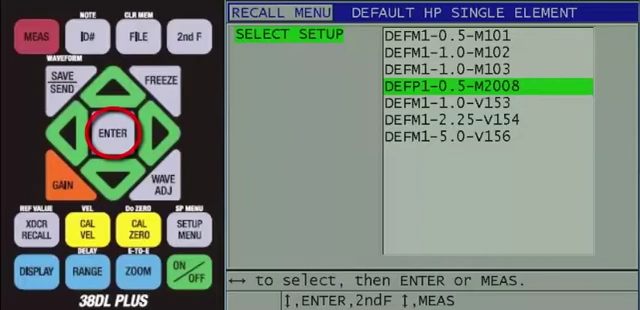 NOTE
CLR MEM
MEAS
ID#
FILE
2nd F
WAVEFORM
SAVE
SEND
FREEZE
ENTER
GAIN
WAVE
ADJ
REF VALUE
VEL
Do ZERO
SP MENU
XDCR
RECALL
CAL
VEL
CAL
ZERO
SETUP
MENU
DELAY
E-TO-E
DISPLAY
RANGE
ZOOM
ON
/OFF
38DL PLUS
RECALL MENU DEFAULT HP SINGLE ELEMENT
SELECT SETUP
DEFM1-0.5-M101
DEFM1-1.0-M102
DEFM1-1.0-M103
DEFP1-0.5-M2008
DEFM1-1.0-V153
DEFM1-2.25-V154
DEFM1-5.0-V156
←→ to select, then ENTER or MEAS.
↕,ENTER,2ndF ↕,MEAS